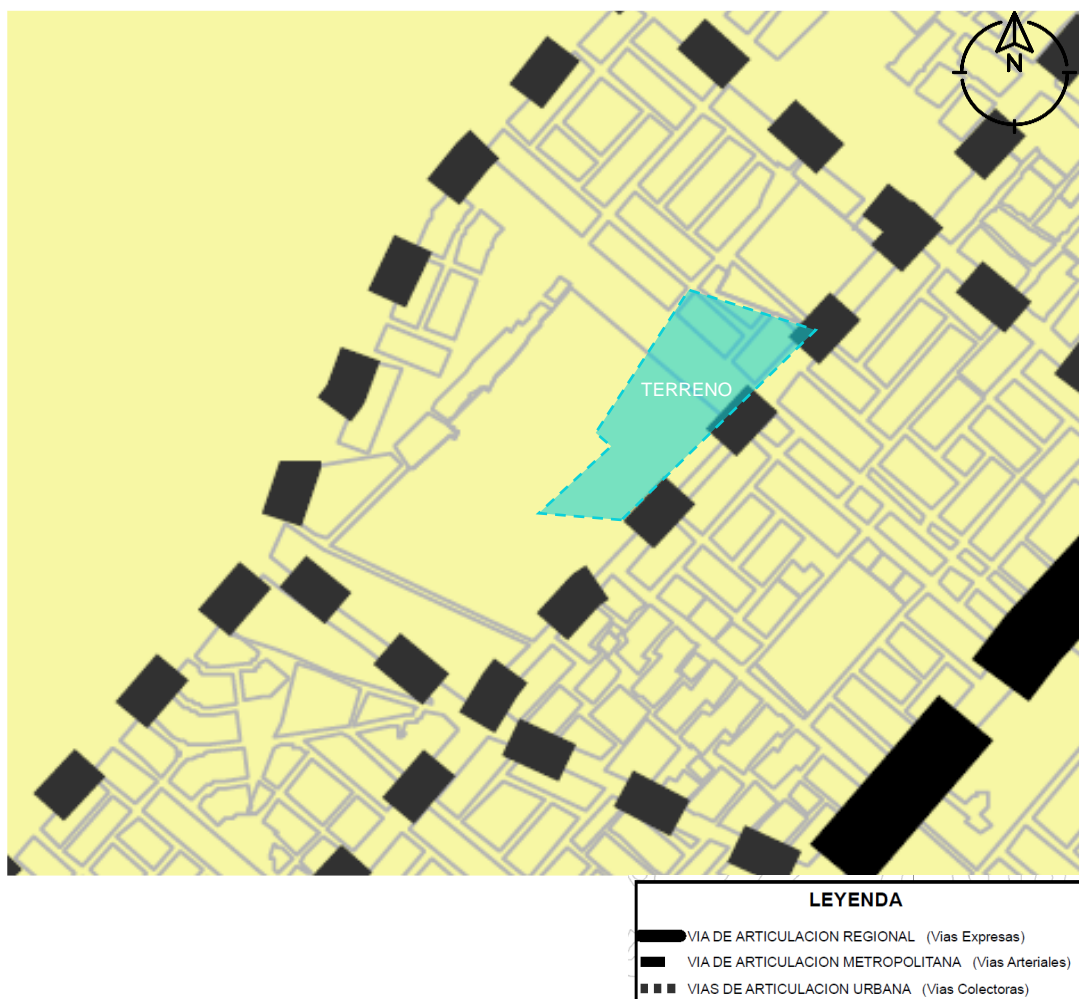 N
TERRENO
LEYENDA
VIA DE ARTICULACION REGIONAL (Vias Expresas)
VIA DE ARTICULACION METROPOLITANA (Vias Arteriales)
VIAS DE ARTICULACION URBANA (Vias Colectoras)